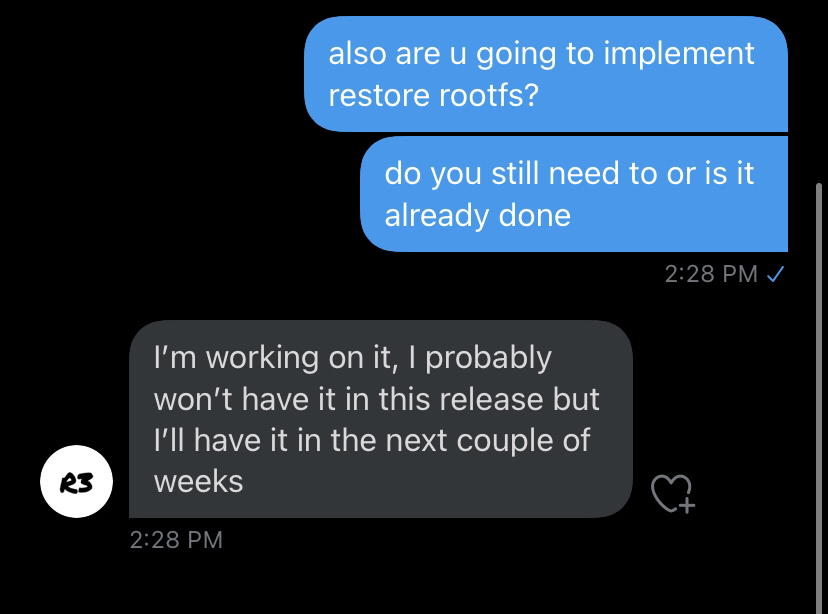 also are u going to implement
restore rootfs?
do you still need to or is it
already done
2:28 PM
I'm working on it, I probably
won't have it in this release but
I'll have it in the next couple of
weeks
R3
2:28 PM